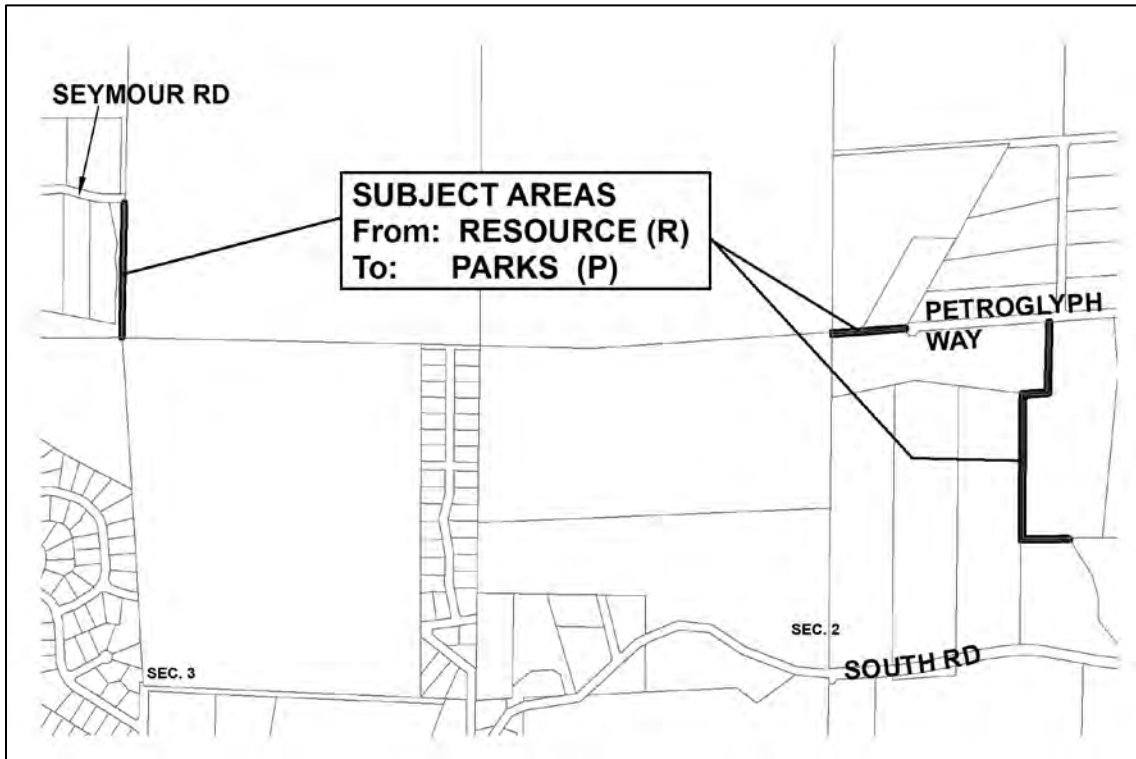 SEYMOUR RD
SUBJECT AREAS
From: RESOURCE (R)
To: PARKS (P)
PETROGLYPH
WAY
SEC. 2
SOUTH RD
SEC. 3